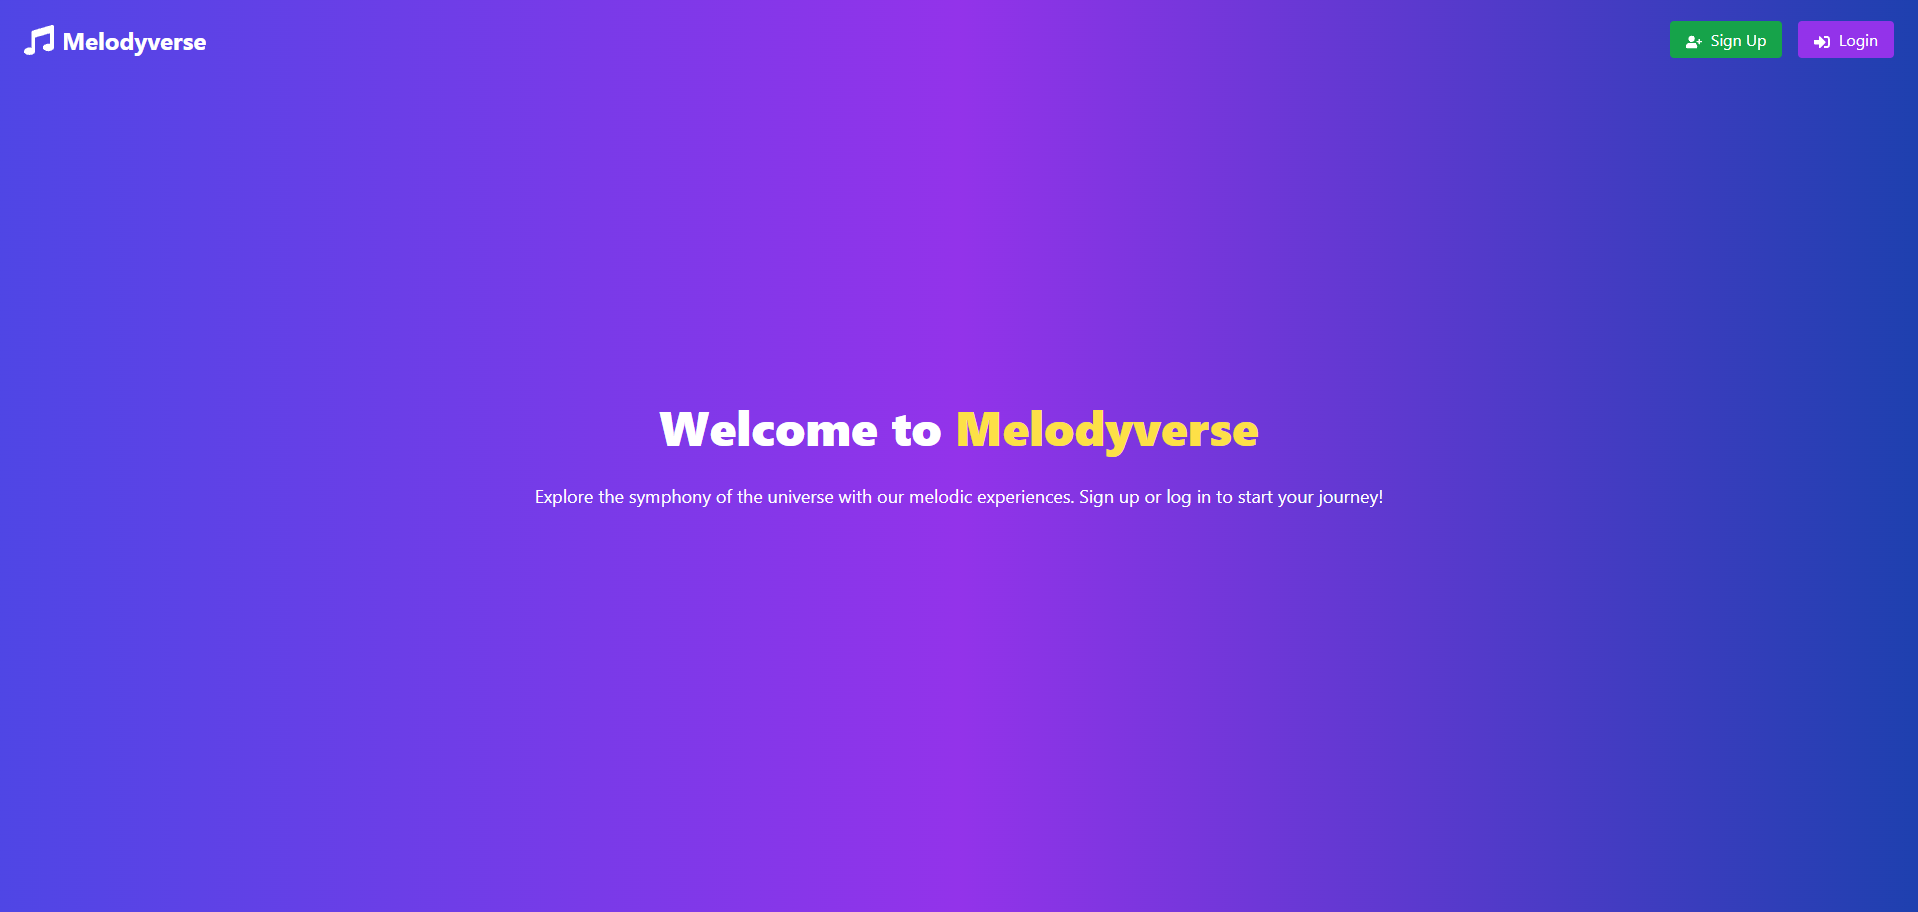 Melodyverse
Sign Up
Login
Welcome to Melodyverse
Explore the symphony of the universe with our melodic experiences. Sign up or log in to start your journey!